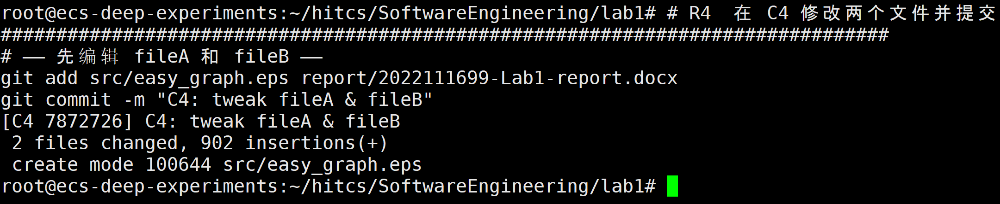 root@ecs-deep-experiments:~/hitcs/SoftwareEngineering/lab1# # R4  在 C4 修改两个文件并提交
################################################################################
# —— 先编辑 fileA 和 fileB ——
git add src/easy_graph.eps report/2022111699-Lab1-report.docx
git commit -m "C4: tweak fileA & fileB"
[C4 7872726] C4: tweak fileA & fileB
 2 files changed, 902 insertions(+)
 create mode 100644 src/easy_graph.eps
root@ecs-deep-experiments:~/hitcs/SoftwareEngineering/lab1#